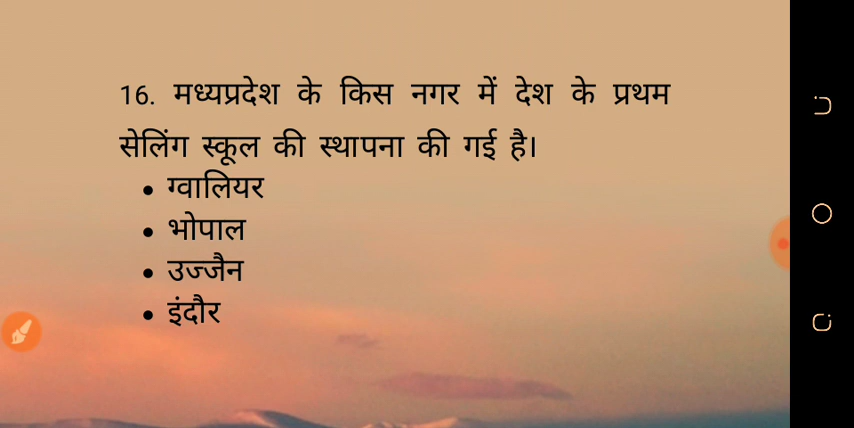 16. मध्यप्रदेश के किस नगर में देश के प्रथम
सेलिंग स्कूल की स्थापना की गई है।
• ग्वालियर
• भोपाल
• उज्जैन
• इंदौर